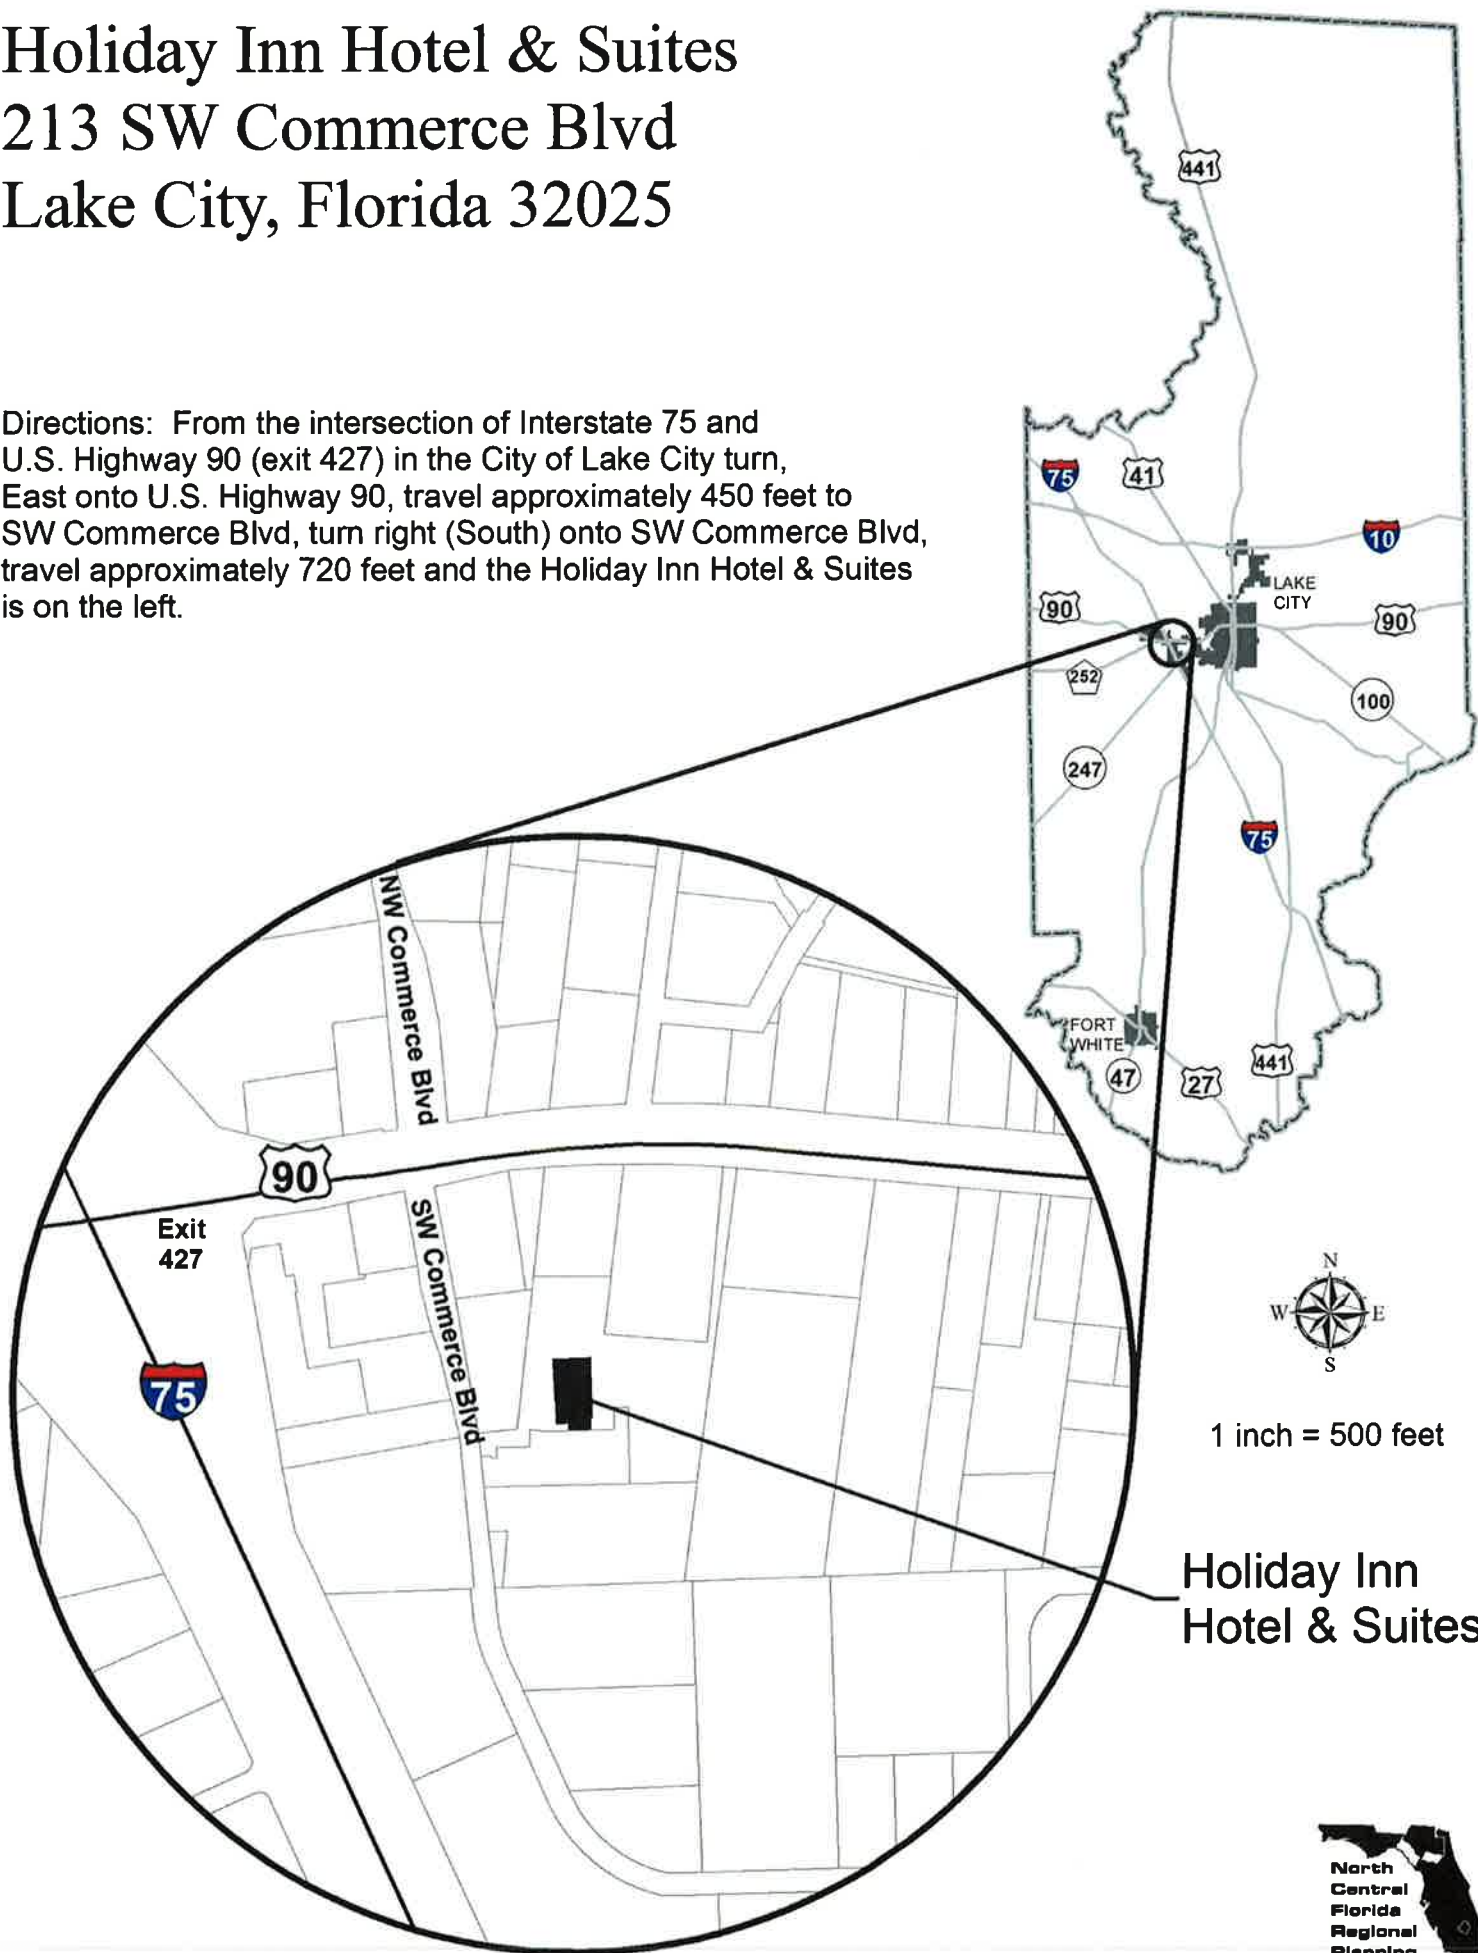 Holiday Inn Hotel & Suites
213 SW Commerce Blvd
Lake City, Florida 32025
Directions:  From the intersection of Interstate 75 and
U.S. Highway 90 (exit 427) in the City of Lake City turn,
East onto U.S. Highway 90, travel approximately 450 feet to
SW Commerce Blvd, turn right (South) onto SW Commerce Blvd,
travel approximately 720 feet and the Holiday Inn Hotel & Suites
is on the left.
441
75
41
10
LAKE
CITY
90
90
252
100
247
75
FORT
WHITE
47
27
441
NW Commerce Blvd
90
Exit
427
SW Commerce Blvd
75
N
W
E
S
1 inch = 500 feet
Holiday Inn
Hotel & Suites
North
Central
Florida
Regional
Planning